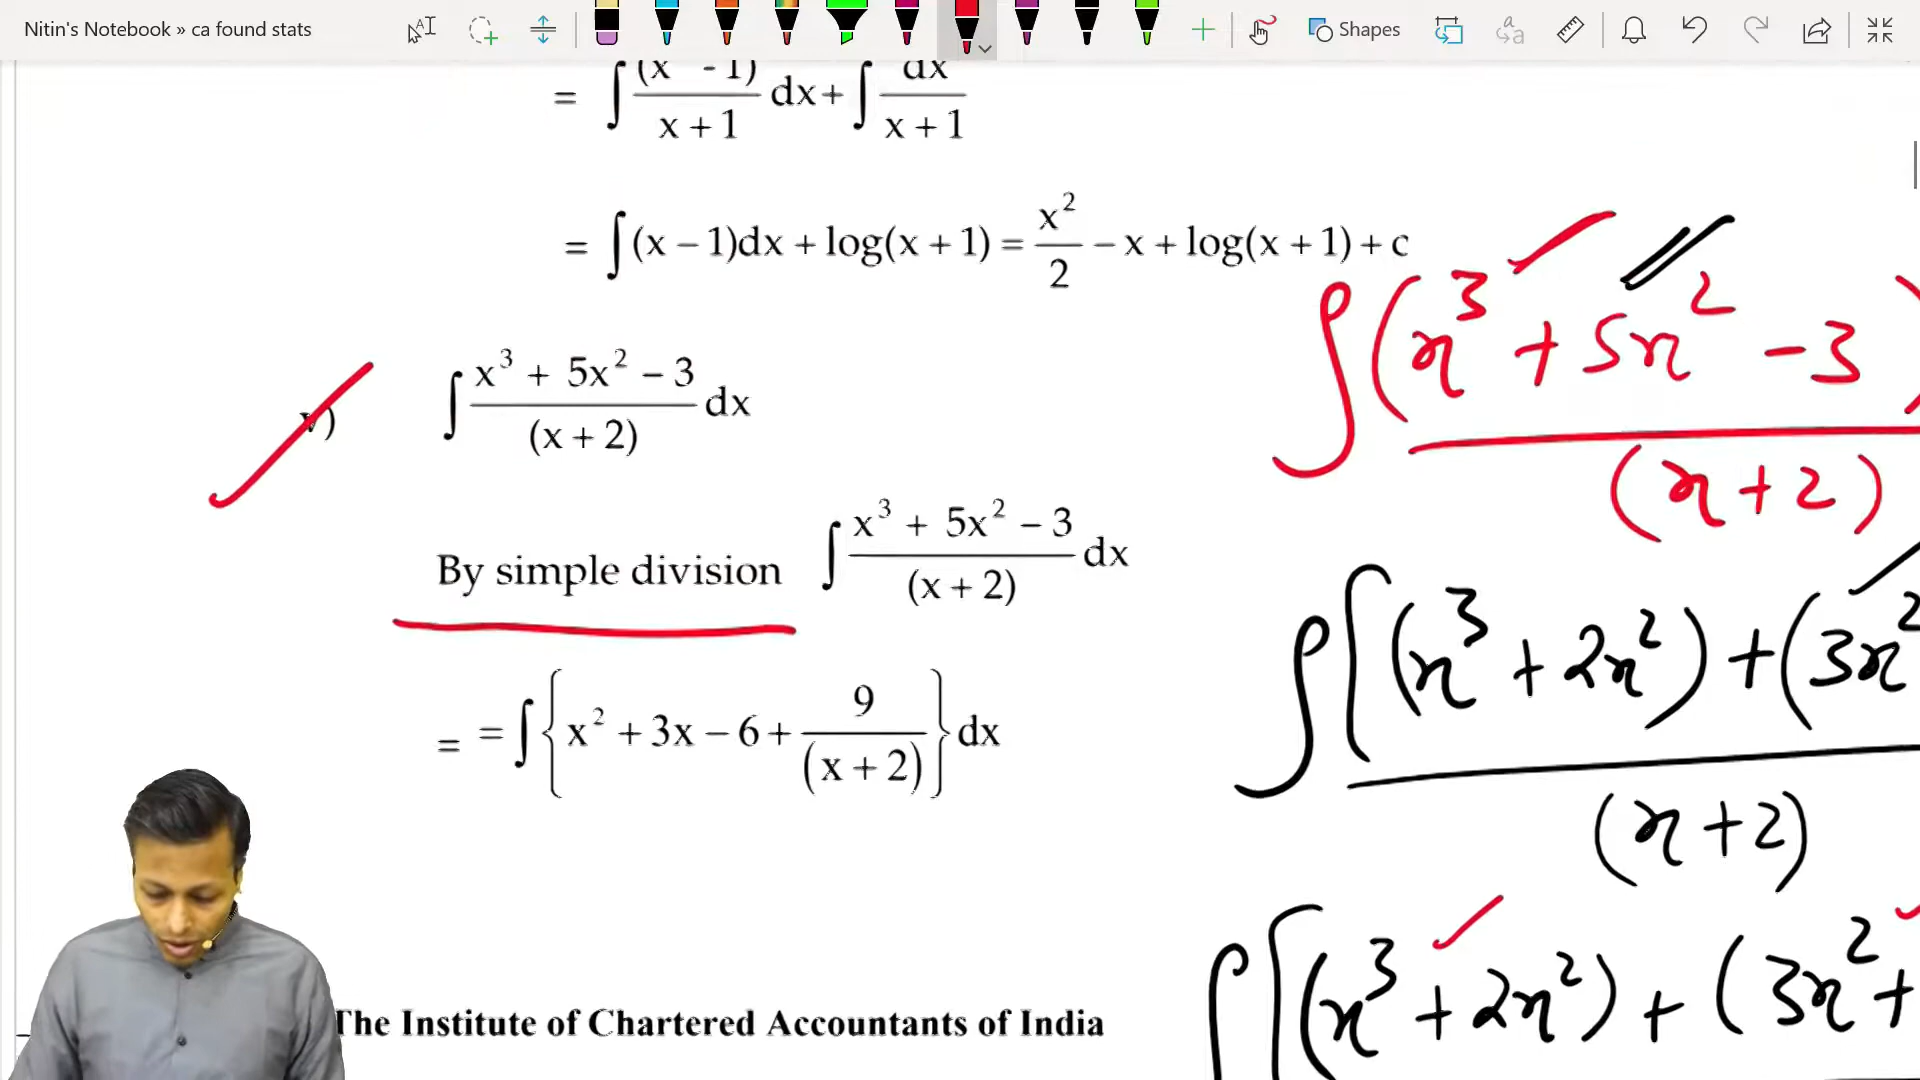 Nitin's Notebook » ca found stats
Shapes
= ∫ (x - 1) / (x + 1) dx + ∫ dx / (x + 1)
= ∫(x − 1)dx + log(x + 1) = x²/2 − x + log(x + 1) + c
v) ∫ (x³ + 5x² − 3) / (x + 2) dx
By simple division ∫ (x³ + 5x² − 3) / (x + 2) dx
= = ∫ { x² + 3x − 6 + 9 / (x + 2) } dx
The Institute of Chartered Accountants of India
∫ (x³ + 5x² − 3) / (x + 2)
∫ { (x³ + 2x²) + (3x² / (x + 2)
∫ { (x³ + 2x²) + (3x² +